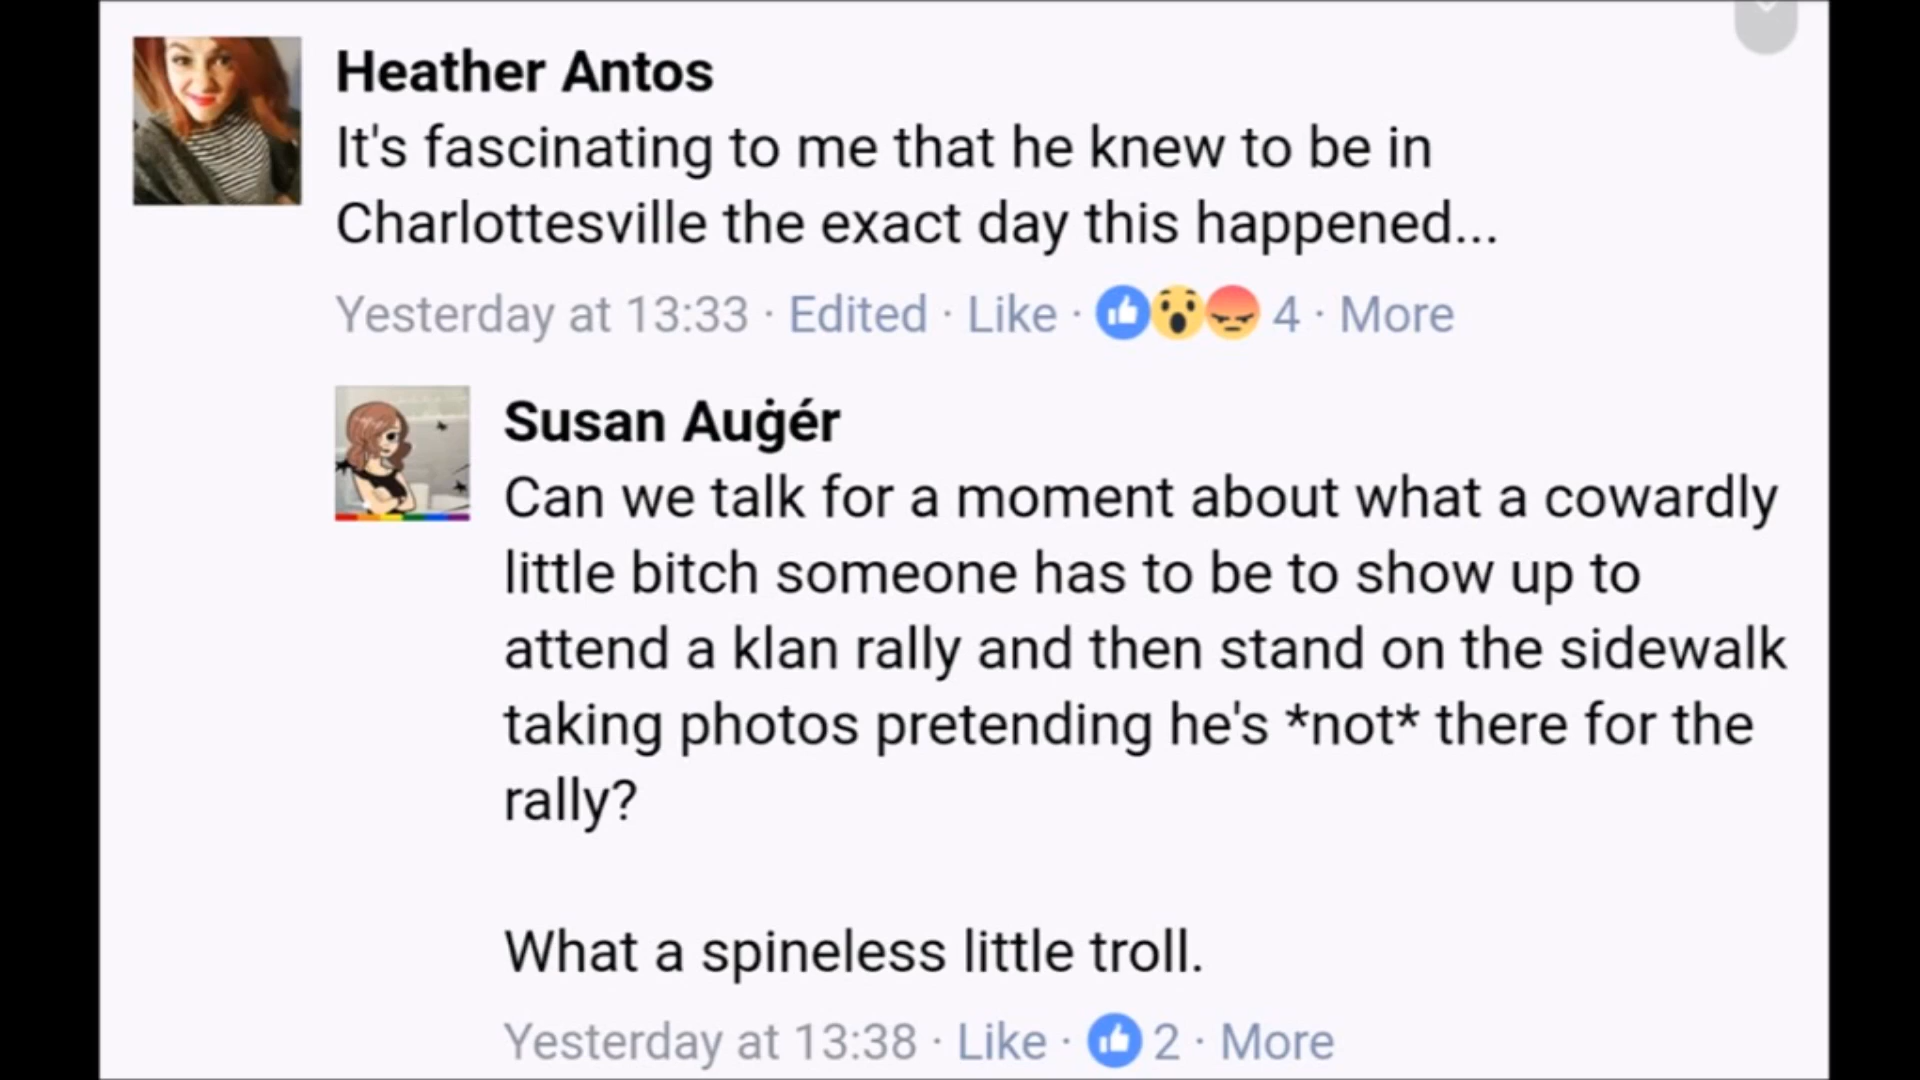 Heather Antos
It's fascinating to me that he knew to be in
Charlottesville the exact day this happened...
Yesterday at 13:33 · Edited · Like · 4 · More
Susan Auġér
Can we talk for a moment about what a cowardly
little bitch someone has to be to show up to
attend a klan rally and then stand on the sidewalk
taking photos pretending he's *not* there for the
rally?
What a spineless little troll.
Yesterday at 13:38 · Like · 2 · More